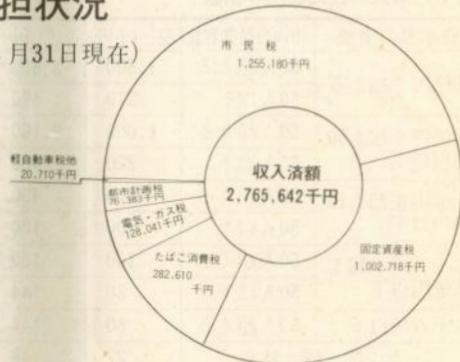 担状況
月31日現在)
市民税
1,255,180千円
軽自動車税他
20,710千円
都市計画税
76,383千円
電気・ガス税
128,041千円
たばこ消費税
282,610
千円
収入済額
2,765,642千円
固定資産税
1,002,718千円